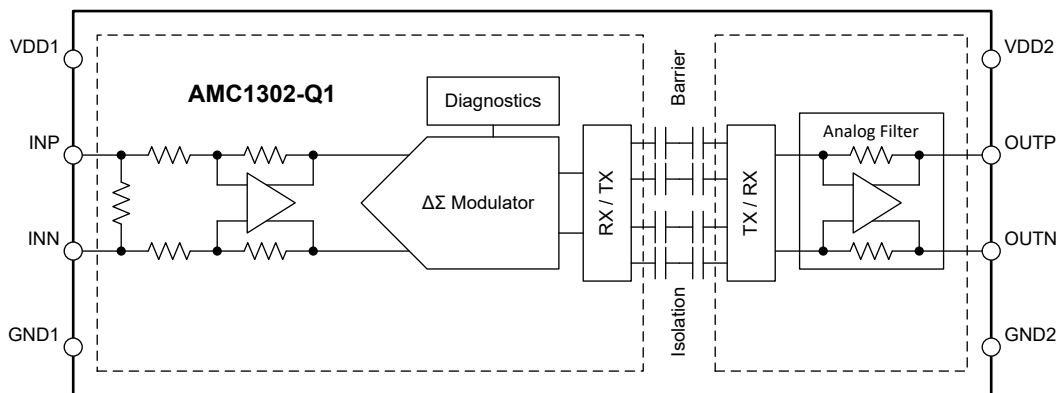 VDD1
VDD2
AMC1302-Q1
Diagnostics
Barrier
INP
Analog Filter
OUTP
ΔΣ Modulator
RX / TX
TX / RX
INN
OUTN
Isolation
GND1
GND2